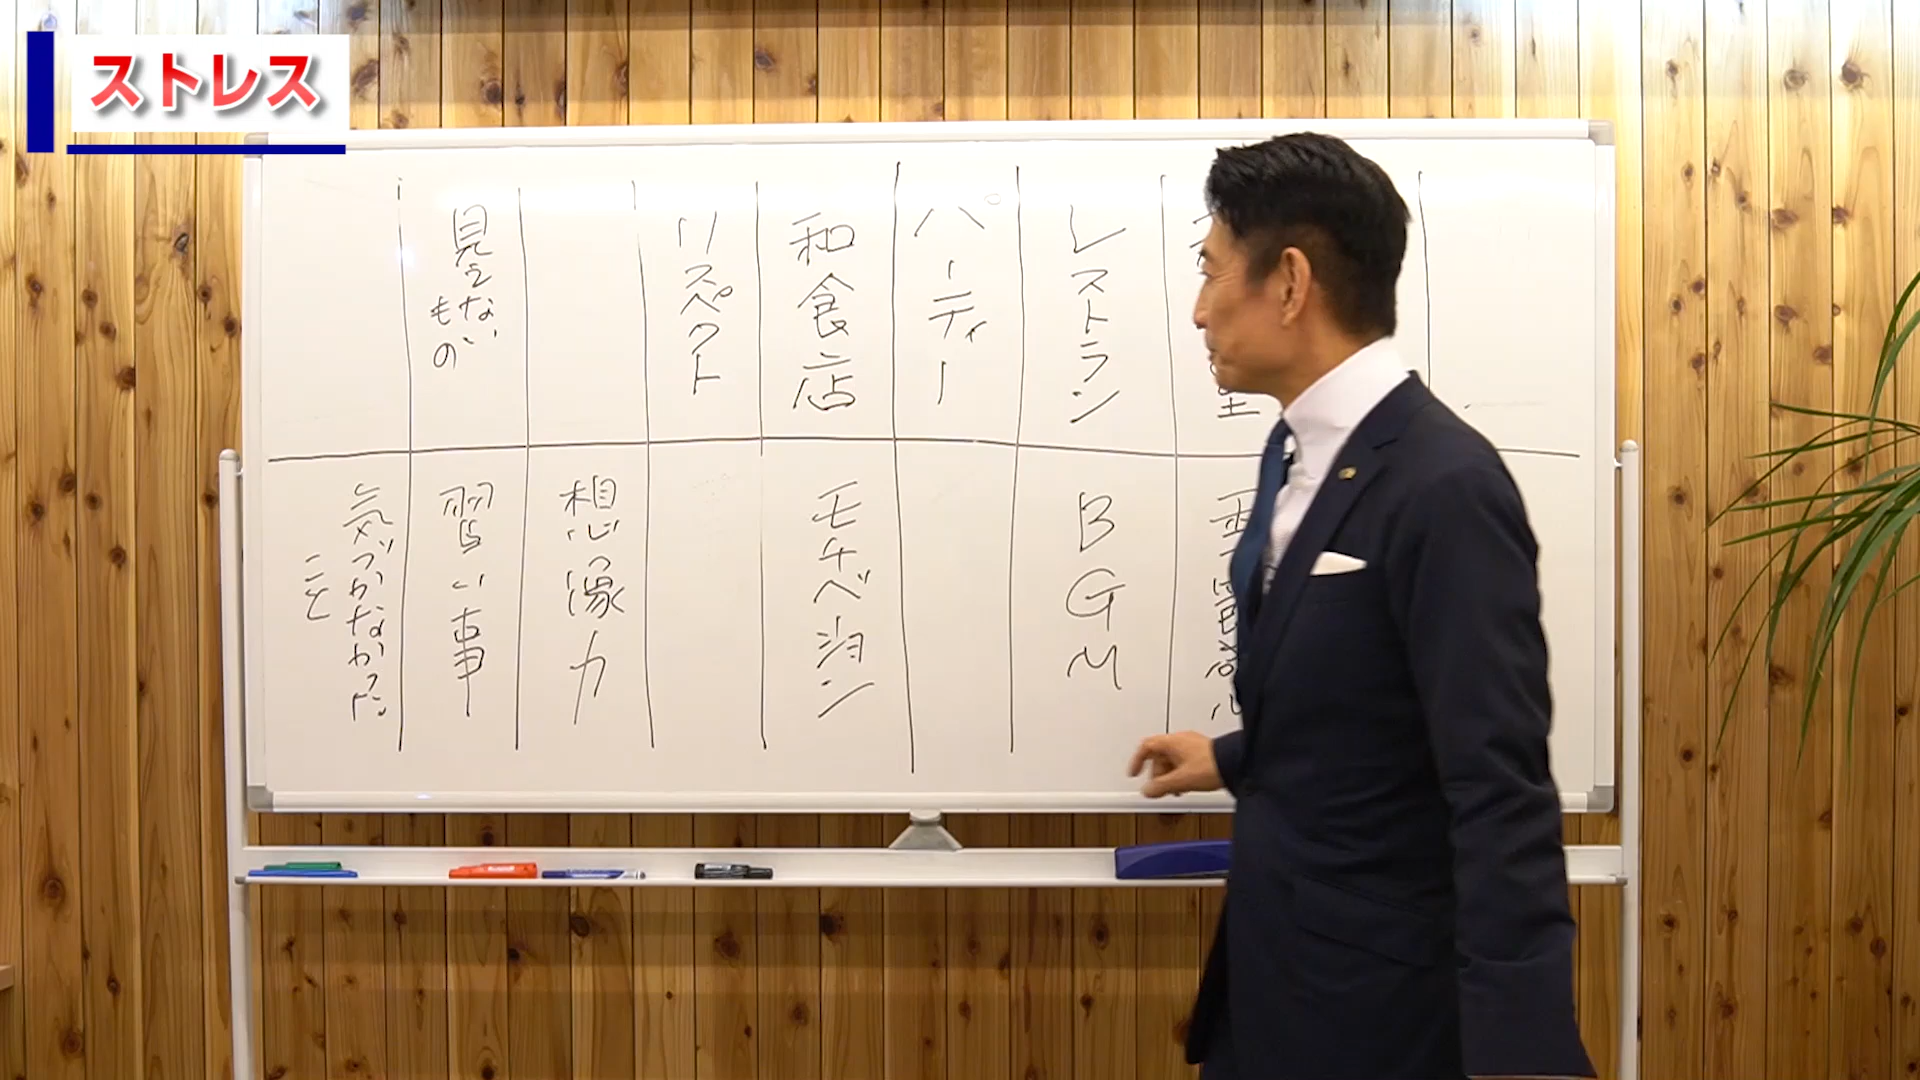 ストレス
レストラン
パーティー
和食店
リスペクト
見えない
もの
BGM
モチベション
想像力
習い事
気づかなかった
こと